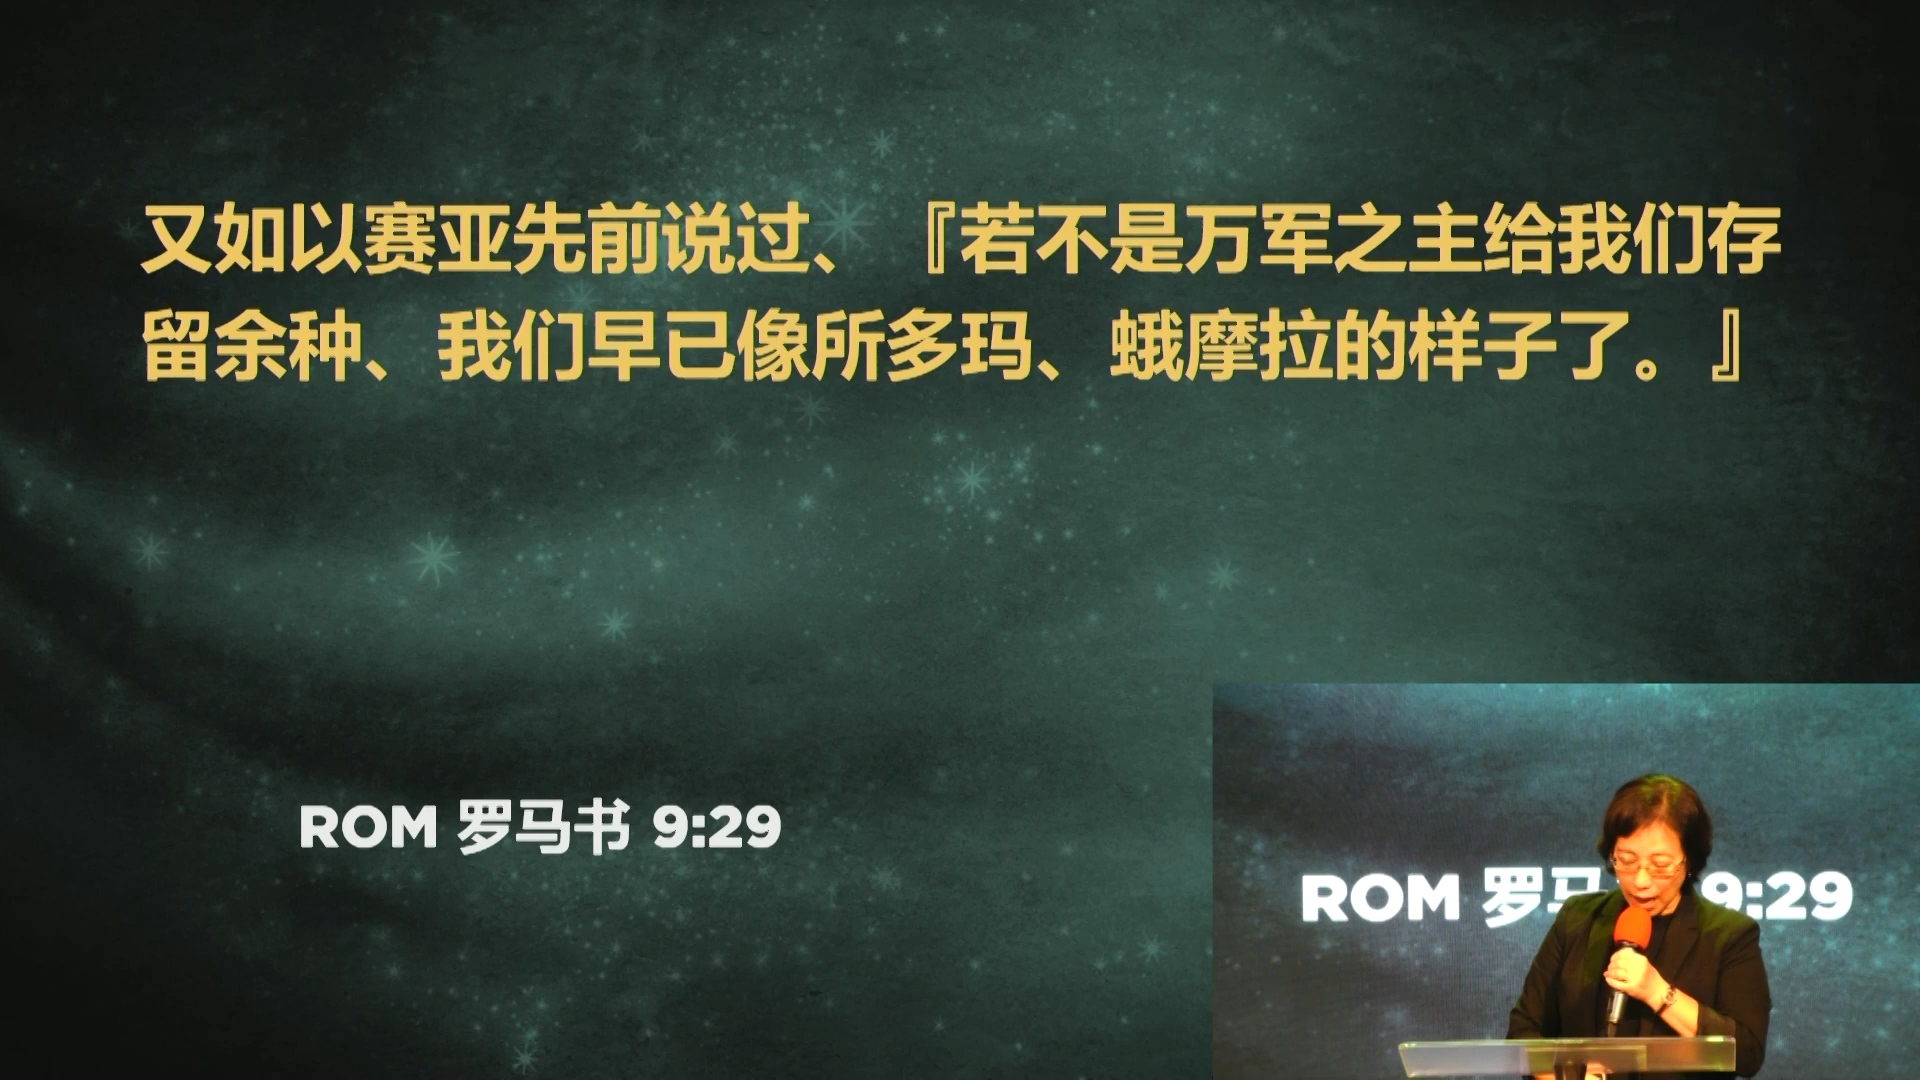 又如以赛亚先前说过、『若不是万军之主给我们存
留余种、我们早已像所多玛、蛾摩拉的样子了。』
ROM 罗马书 9:29
ROM 罗马 9:29